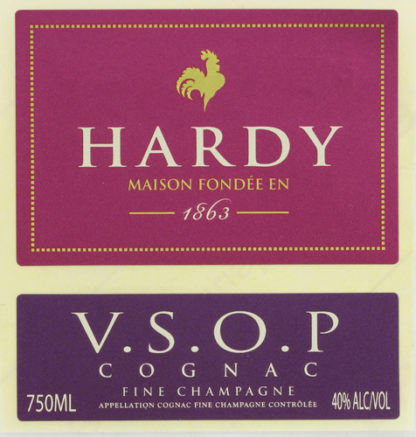 HARDY
MAISON FONDÉE EN
1863
V.S.O.P
COGNAC
FINE CHAMPAGNE
750ML APPELLATION COGNAC FINE CHAMPAGNE CONTRÔLÉE 40% ALC/VOL